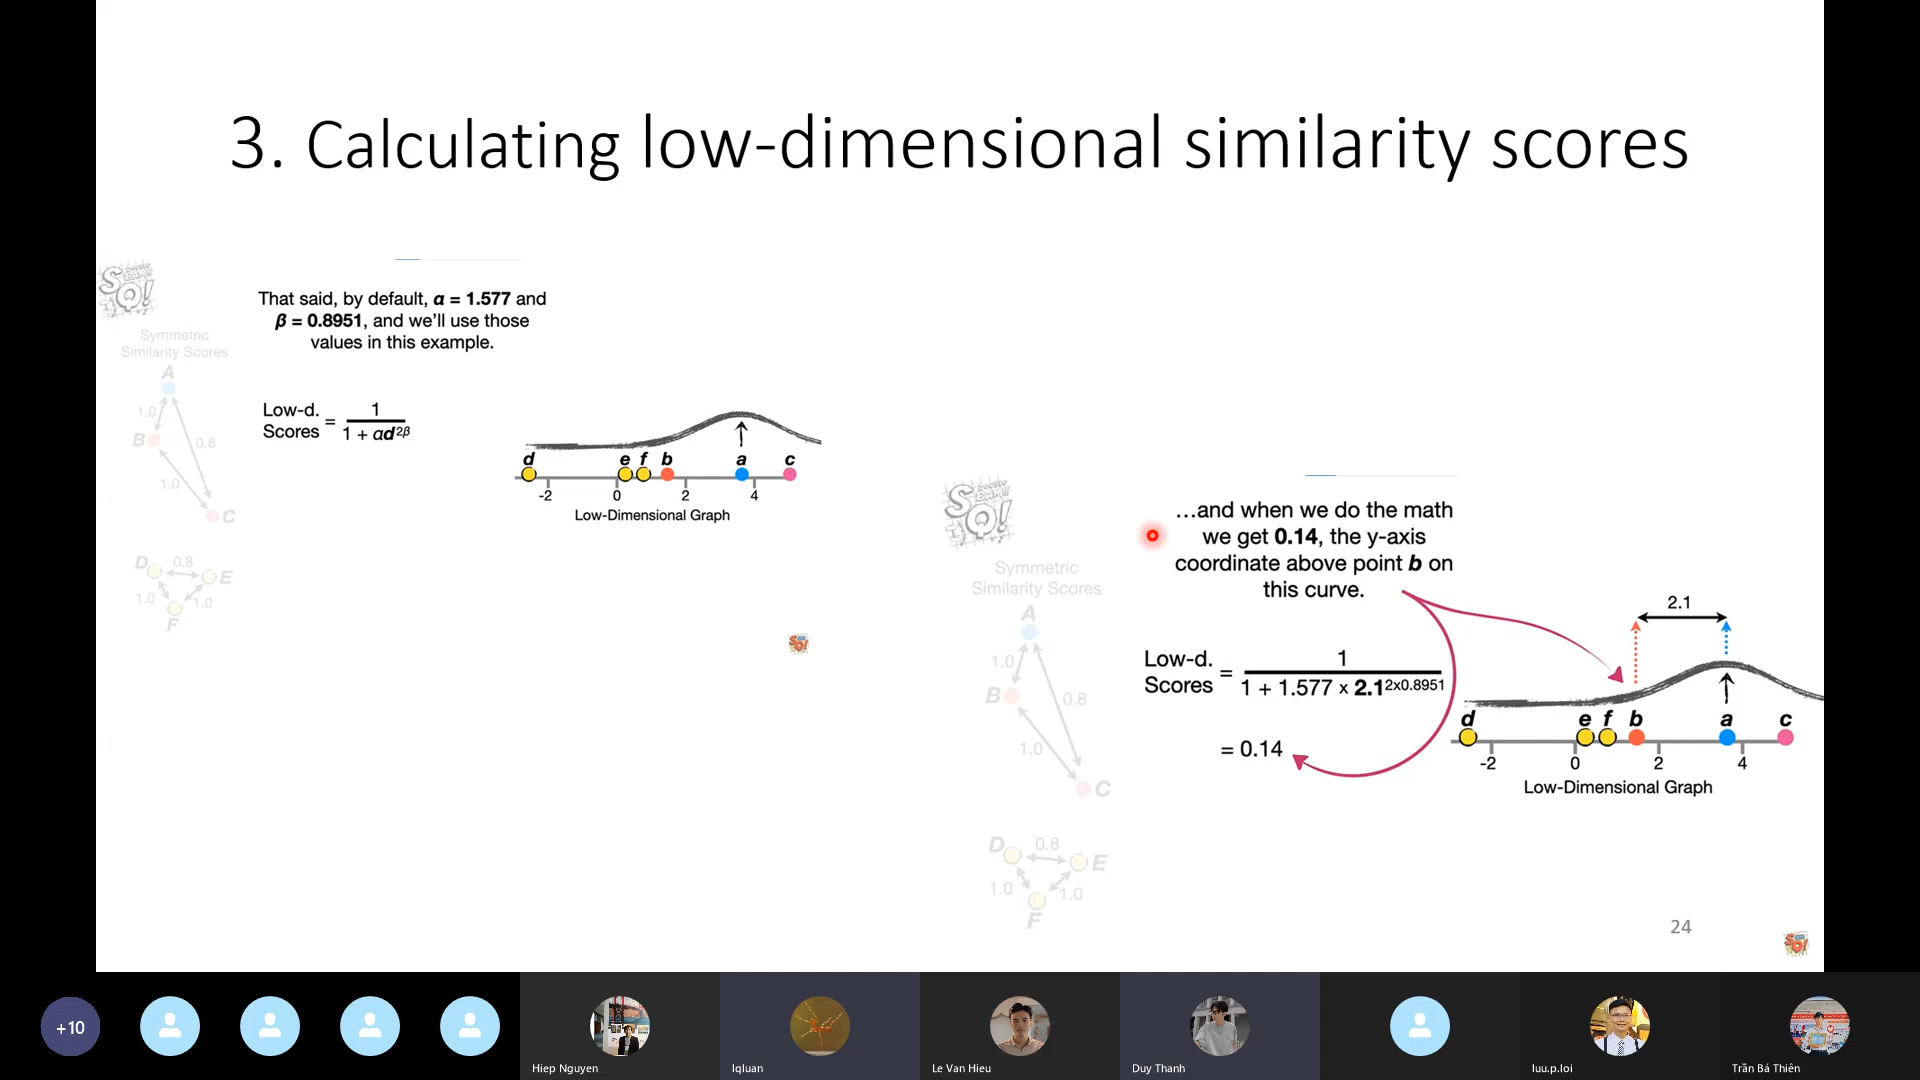 3. Calculating low-dimensional similarity scores
That said, by default, α = 1.577 and
β = 0.8951, and we'll use those
values in this example.
Symmetric
Similarity Scores
A
1.0
B
0.8
1.0
C
D
0.8
E
1.0
1.0
F
Low-d.
Scores
=
1
1 + αd²ᵝ
d e f b a c
-2 0 2 4
Low-Dimensional Graph
SQ!
…and when we do the math
we get 0.14, the y-axis
coordinate above point b on
this curve.
Symmetric
Similarity Scores
A
1.0
B
0.8
1.0
C
D
0.8
E
1.0
1.0
F
Low-d.
Scores
=
1
1 + 1.577 × 2.1²ˣ⁰·⁸⁹⁵¹
= 0.14
2.1
d e f b a c
-2 0 2 4
Low-Dimensional Graph
24
SQ!
+10
Hiep Nguyen
lqluan
Le Van Hieu
Duy Thanh
luu.p.loi
Trần Bá Thiên